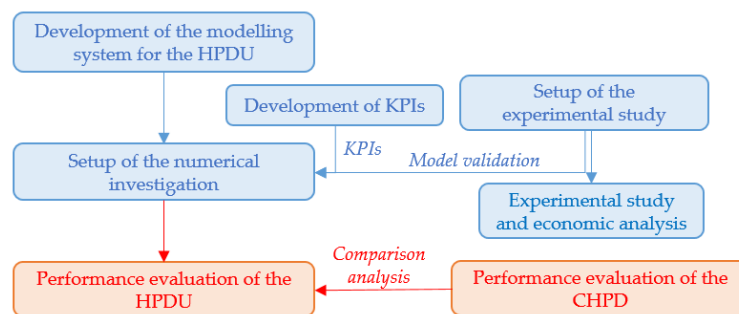 Development of the modelling
system for the HPDU
Development of KPIs
Setup of the
experimental study
KPIs
Model validation
Setup of the numerical
investigation
Experimental study
and economic analysis
Comparison
analysis
Performance evaluation of the
HPDU
Performance evaluation of the
CHPD